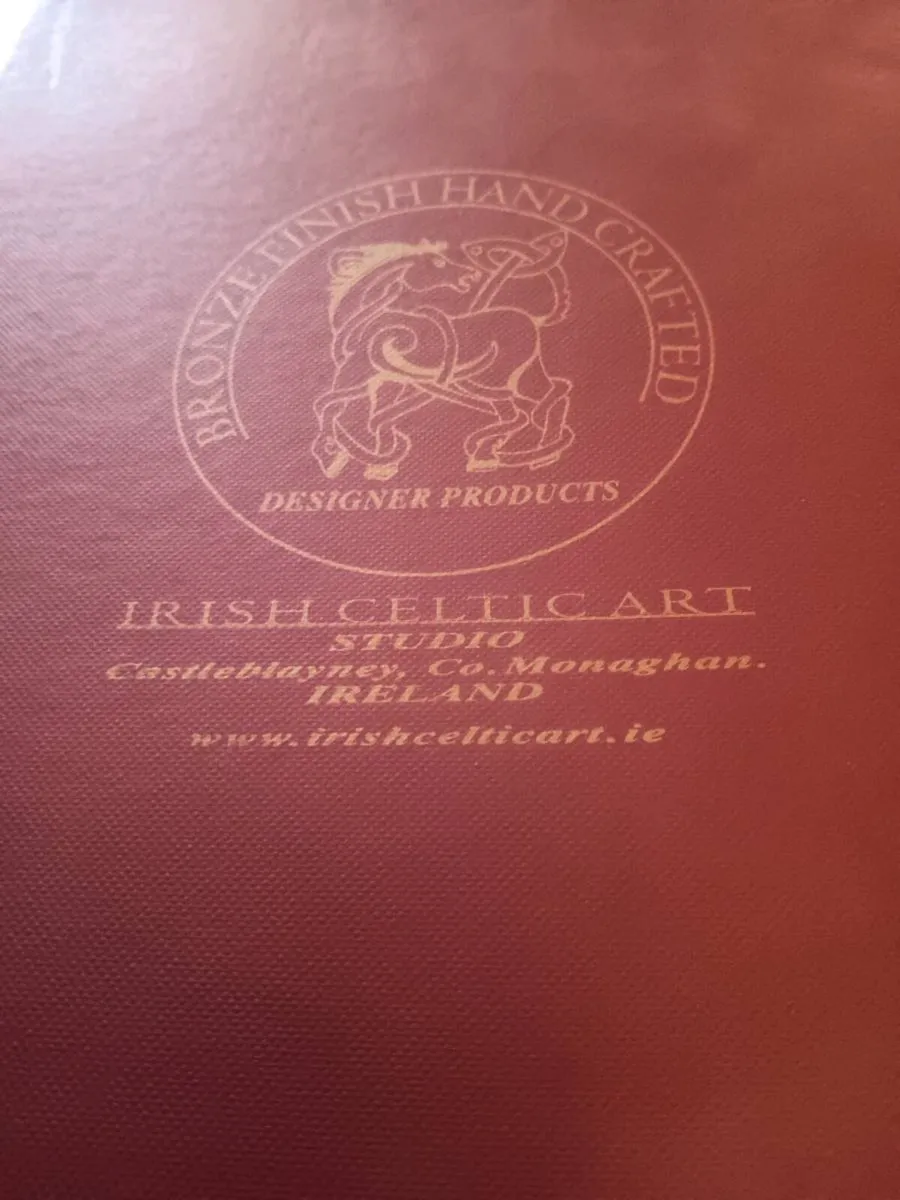 BRONZE FINISH HAND CRAFTED
DESIGNER PRODUCTS
IRISH CELTIC ART
STUDIO
Castleblayney, Co.Monaghan.
IRELAND
www.irishcelticart.ie